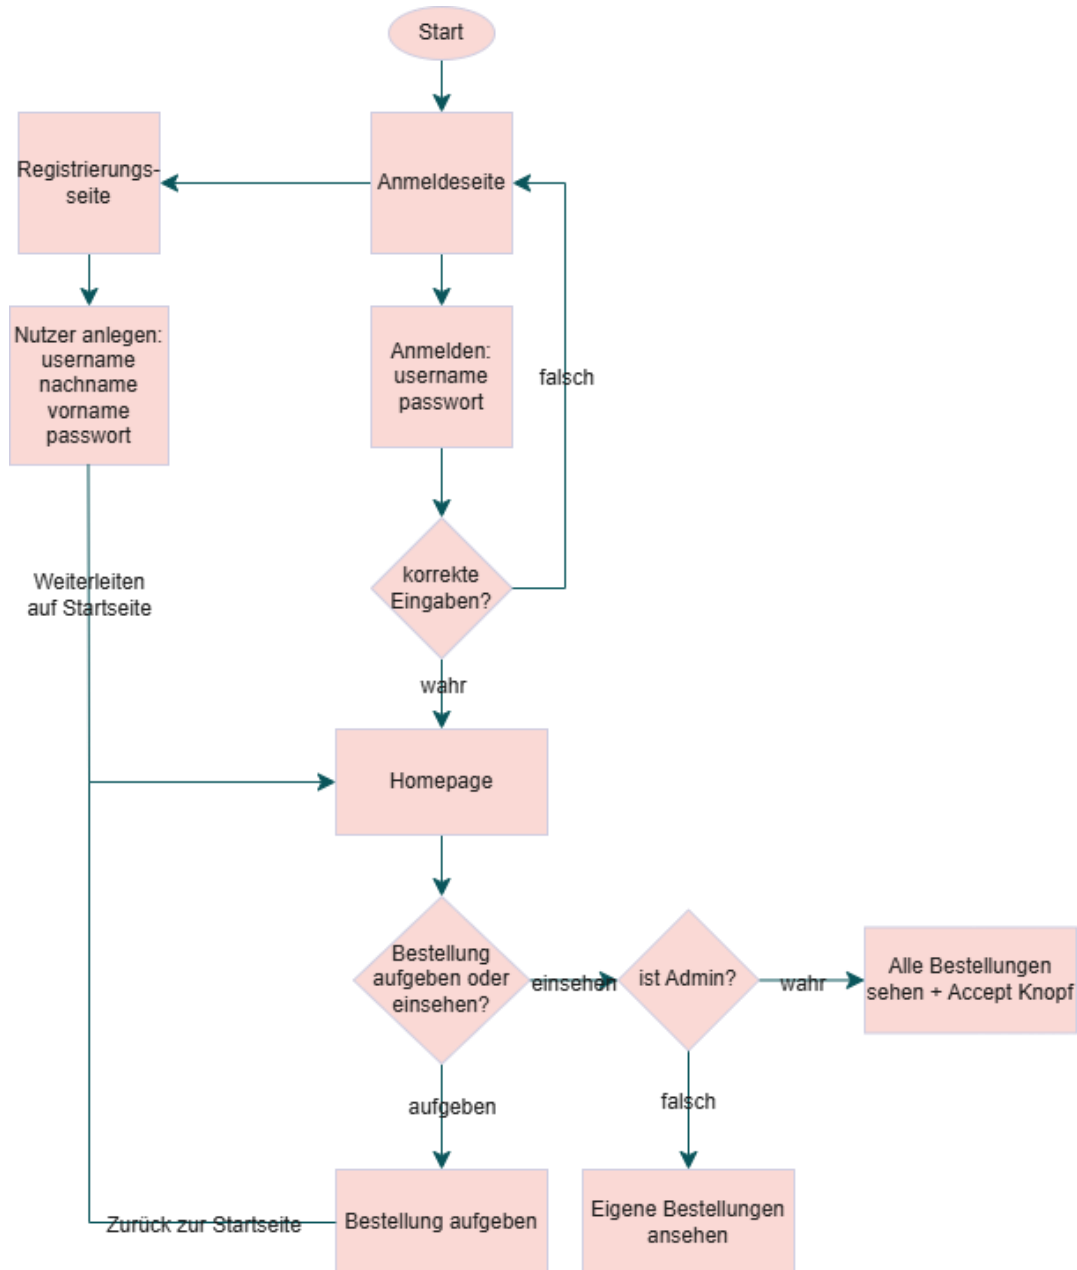 Start
Registrierungs-
seite
Anmeldeseite
Nutzer anlegen:
username
nachname
vorname
passwort
Anmelden:
username
passwort
falsch
korrekte
Eingaben?
Weiterleiten
auf Startseite
wahr
Homepage
Bestellung
aufgeben oder
einsehen?
einsehen
ist Admin?
wahr
Alle Bestellungen
sehen + Accept Knopf
aufgeben
falsch
Zurück zur Startseite
Bestellung aufgeben
Eigene Bestellungen
ansehen